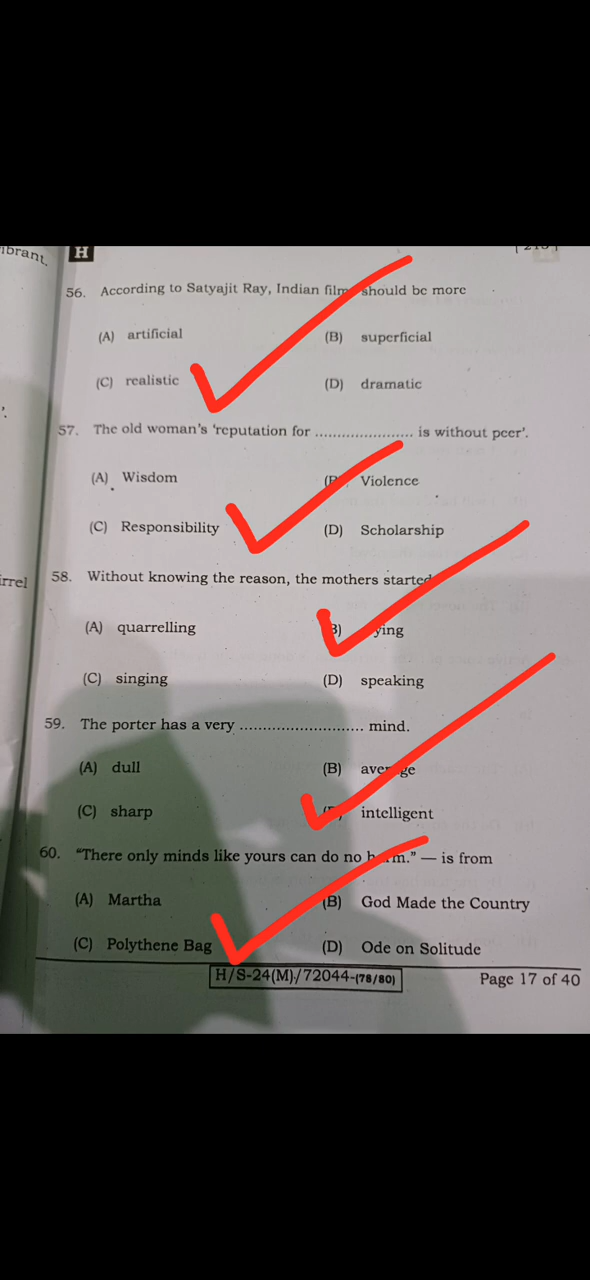 ibrant.
H
56. According to Satyajit Ray, Indian film should be more
(A) artificial (B) superficial
(C) realistic (D) dramatic
57. The old woman's 'reputation for ..................... is without peer'.
(A) Wisdom Violence
(C) Responsibility (D) Scholarship
irrel
58. Without knowing the reason, the mothers started
(A) quarrelling B) ying
(C) singing (D) speaking
59. The porter has a very ......................... mind.
(A) dull (B) average
(C) sharp intelligent
60. "There only minds like yours can do no harm." — is from
(A) Martha (B) God Made the Country
(C) Polythene Bag (D) Ode on Solitude
H/S-24(M)/72044-(78/80) Page 17 of 40